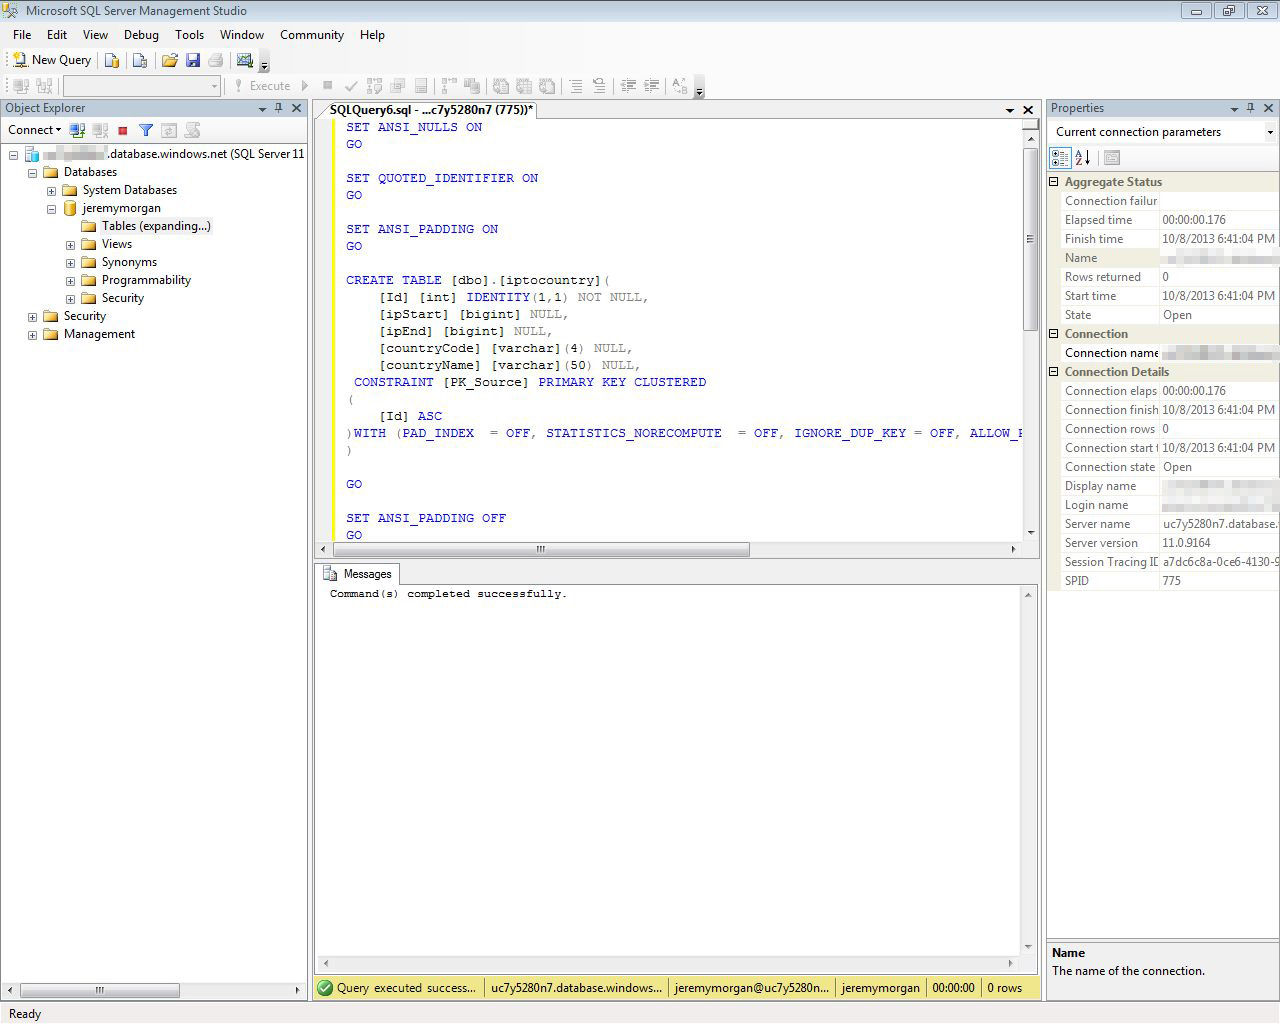 Microsoft SQL Server Management Studio
File Edit View Debug Tools Window Community Help
New Query
Execute
Object Explorer
Connect
.database.windows.net (SQL Server 11
Databases
System Databases
jeremymorgan
Tables (expanding...)
Views
Synonyms
Programmability
Security
Security
Management
SQLQuery6.sql - ...c7y5280n7 (775))*
SET ANSI_NULLS ON
GO
SET QUOTED_IDENTIFIER ON
GO
SET ANSI_PADDING ON
GO
CREATE TABLE [dbo].[iptocountry](
[Id] [int] IDENTITY(1,1) NOT NULL,
[ipStart] [bigint] NULL,
[ipEnd] [bigint] NULL,
[countryCode] [varchar](4) NULL,
[countryName] [varchar](50) NULL,
CONSTRAINT [PK_Source] PRIMARY KEY CLUSTERED
(
[Id] ASC
)WITH (PAD_INDEX  = OFF, STATISTICS_NORECOMPUTE  = OFF, IGNORE_DUP_KEY = OFF,
)
GO
SET ANSI_PADDING OFF
GO
Messages
Command(s) completed successfully.
Query executed success... uc7y5280n7.database.windows... jeremymorgan@uc7y5280n... jeremymorgan 00:00:00 0 rows
Properties
Current connection parameters
Aggregate Status
Connection failur
Elapsed time 00:00:00.176
Finish time 10/8/2013 6:41:04 PM
Name
Rows returned 0
Start time 10/8/2013 6:41:04 PM
State Open
Connection
Connection name
Connection Details
Connection elaps 00:00:00.176
Connection finish 10/8/2013 6:41:04 PM
Connection rows 0
Connection start t 10/8/2013 6:41:04 PM
Connection state Open
Display name
Login name
Server name uc7y5280n7.database.
Server version 11.0.9164
Session Tracing ID a7dc6c8a-0ce6-4130-9
SPID 775
Name
The name of the connection.
Ready